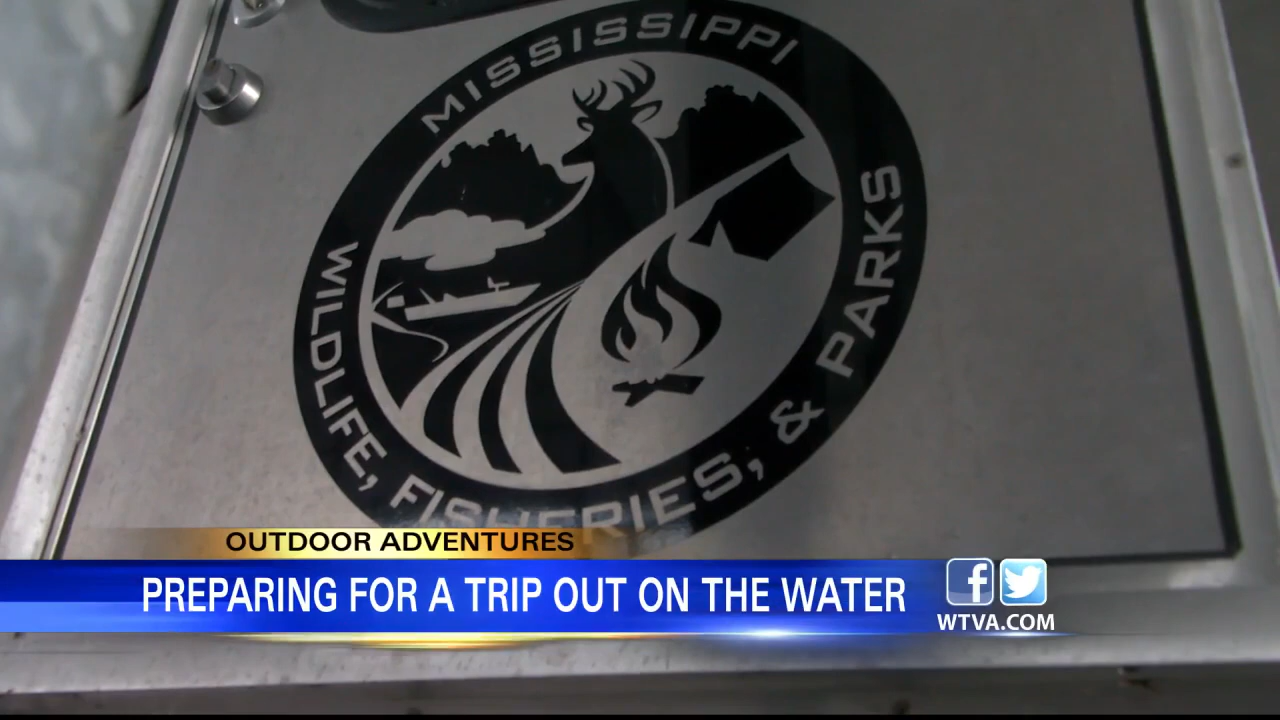 MISSISSIPPI
WILDLIFE, FISHERIES, & PARKS
OUTDOOR ADVENTURES
PREPARING FOR A TRIP OUT ON THE WATER
f
WTVA.COM